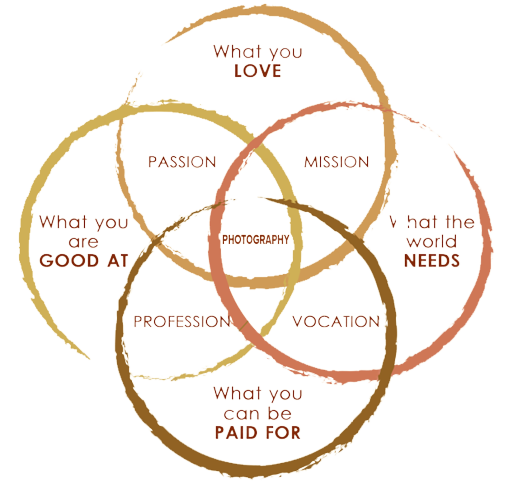 What you
LOVE
PASSION
MISSION
What you
are
GOOD AT
PHOTOGRAPHY
What the
world
NEEDS
PROFESSION
VOCATION
What you
can be
PAID FOR